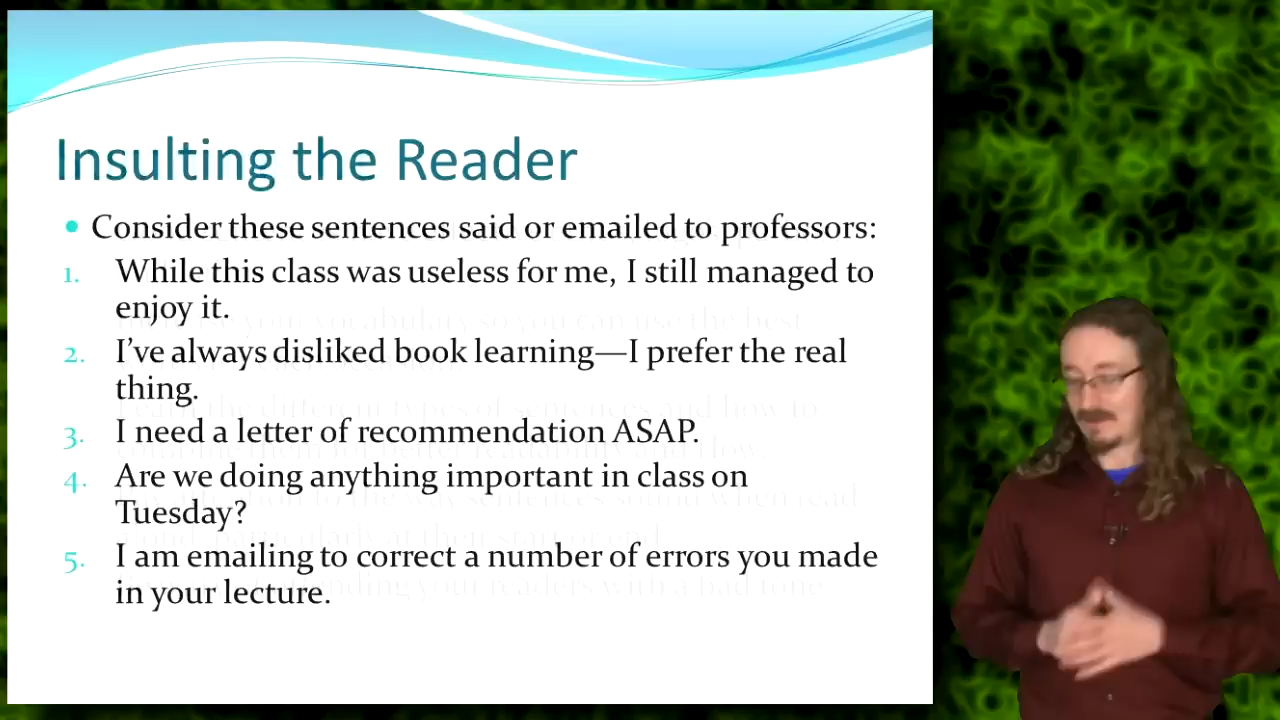 Insulting the Reader
• Consider these sentences said or emailed to professors:
1. While this class was useless for me, I still managed to
enjoy it.
2. I've always disliked book learning—I prefer the real
thing.
3. I need a letter of recommendation ASAP.
4. Are we doing anything important in class on
Tuesday?
5. I am emailing to correct a number of errors you made
in your lecture.